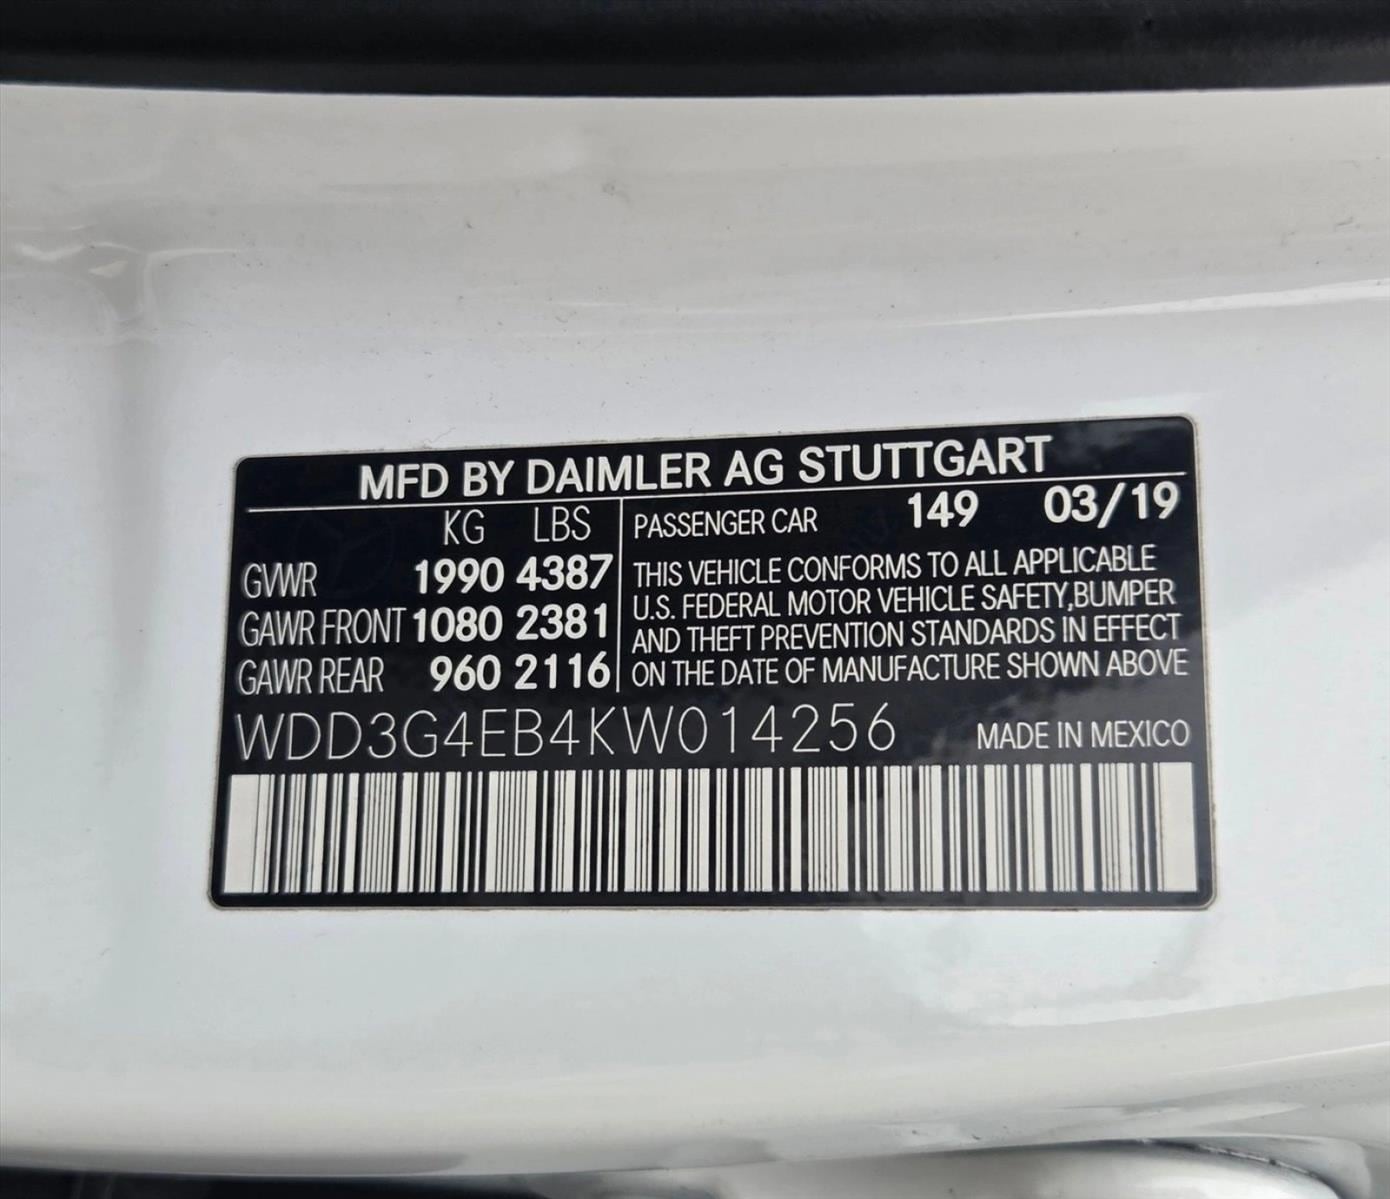 MFD BY DAIMLER AG STUTTGART
KG LBS
GVWR 1990 4387
GAWR FRONT 1080 2381
GAWR REAR 960 2116
PASSENGER CAR 149 03/19
THIS VEHICLE CONFORMS TO ALL APPLICABLE
U.S. FEDERAL MOTOR VEHICLE SAFETY,BUMPER
AND THEFT PREVENTION STANDARDS IN EFFECT
ON THE DATE OF MANUFACTURE SHOWN ABOVE
WDD3G4EB4KW014256 MADE IN MEXICO